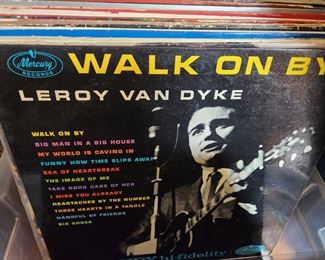 Mercury
RECORDS
WALK ON BY
LEROY VAN DYKE
WALK ON BY
BIG MAN IN A BIG HOUSE
MY WORLD IS CAVING IN
FUNNY HOW TIME SLIPS AWAY
SEA OF HEARTBREAK
THE IMAGE OF ME
TAKE GOOD CARE OF HER
I MISS YOU ALREADY
HEARTACHES BY THE NUMBER
THREE HEARTS IN A TANGLE
HANDFUL OF FRIENDS
BIG SHOES
hi-fidelity